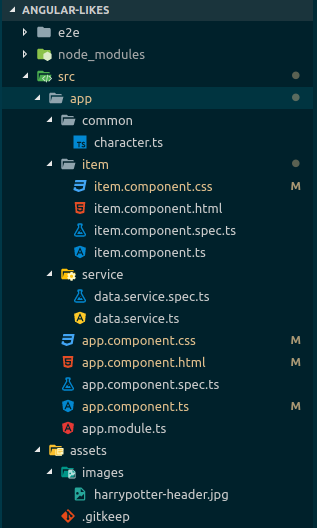 ANGULAR-LIKES
e2e
node_modules
src
app
common
TS character.ts
item
item.component.css M
item.component.html
item.component.spec.ts
item.component.ts
service
data.service.spec.ts
data.service.ts
app.component.css M
app.component.html M
app.component.spec.ts
app.component.ts M
app.module.ts
assets
images
harrypotter-header.jpg
.gitkeep